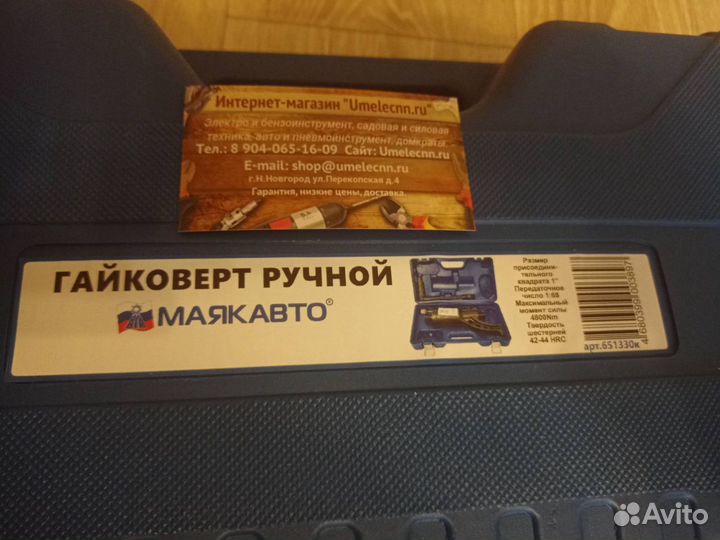 Интернет-магазин "Umelecnn.ru"
Электро и бензоинструмент, садовая и силовая
техника, авто и пневмоинструмент, домкраты.
Тел.: 8 904-065-16-09 Сайт: Umelecnn.ru
E-mail: shop@umelecnn.ru
г.Н.Новгород ул.Перекопская д.4
Гарантия, низкие цены, доставка.
ГАЙКОВЕРТ РУЧНОЙ
МАЯКАВТО®
Размер
присоедини-
тельного
квадрата 1"
Передаточное
число 1:68
Максимальный
момент силы
4800Nm
Твердость
шестерней
42-44 HRC
арт.651330к
Avito